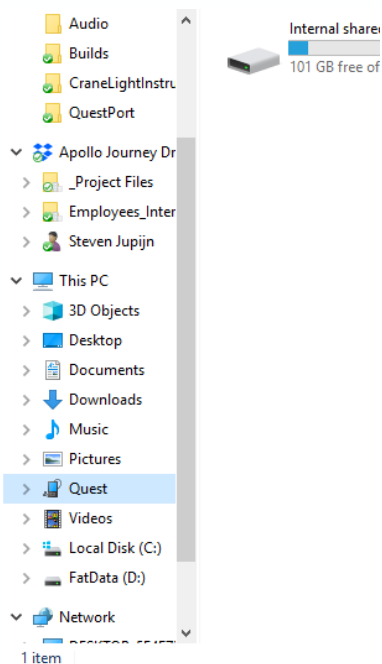 Audio
Builds
CraneLightInstru
QuestPort
Apollo Journey Dr
_Project Files
Employees_Inter
Steven Jupijn
This PC
3D Objects
Desktop
Documents
Downloads
Music
Pictures
Quest
Videos
Local Disk (C:)
FatData (D:)
Network
1 item
Internal shared
101 GB free of